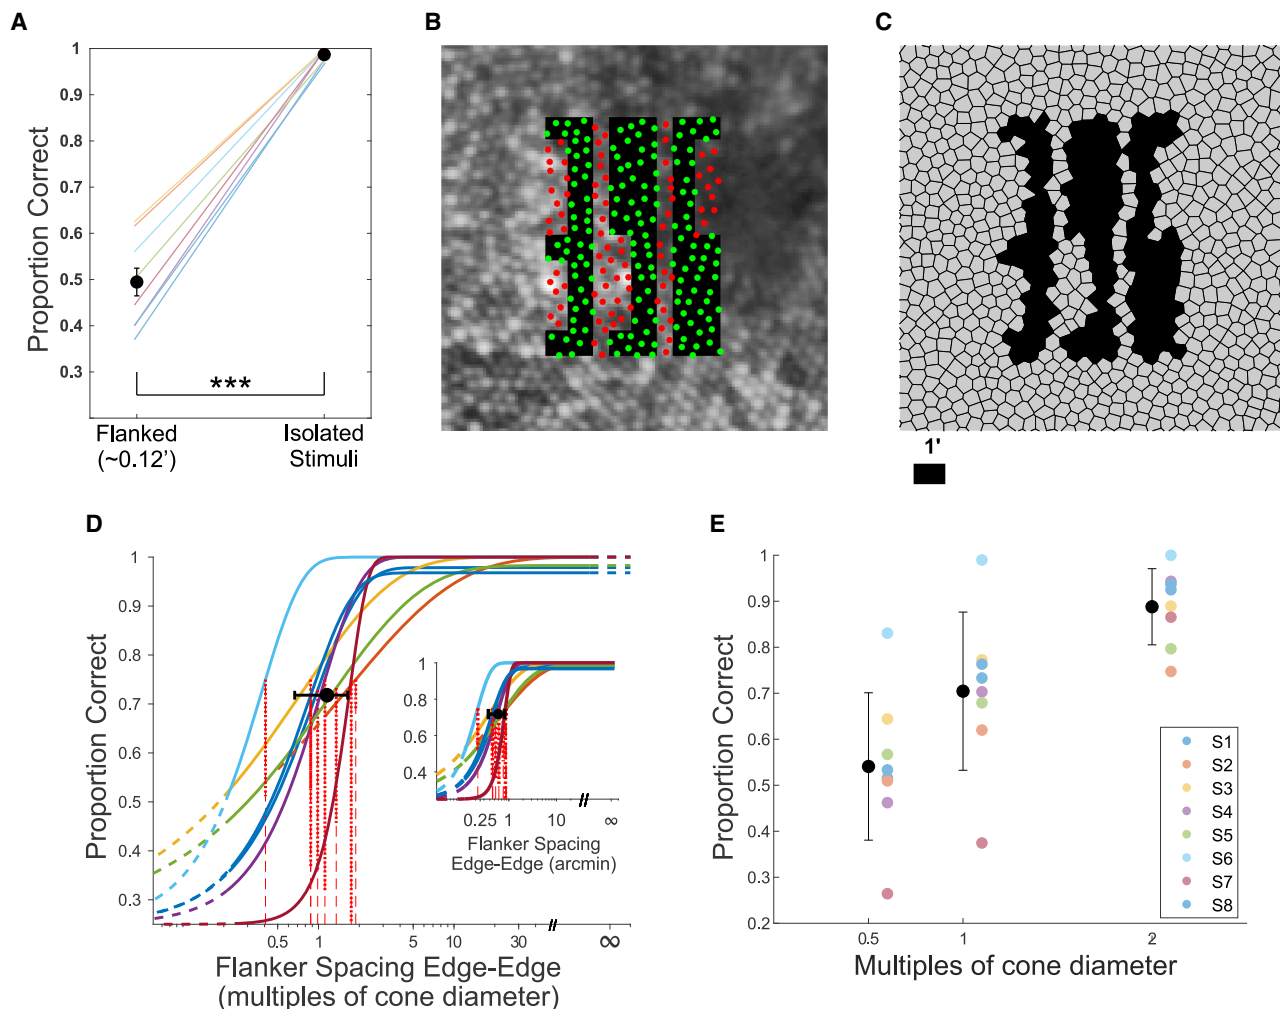 A
B
C
Proportion Correct
1
0.9
0.8
0.7
0.6
0.5
0.4
0.3
***
Flanked
(~0.12')
Isolated
Stimuli
1'
D
E
Proportion Correct
1
0.9
0.8
0.7
0.6
0.5
0.4
0.3
0.5
1
5
10
30
∞
Flanker Spacing Edge-Edge
(multiples of cone diameter)
1
0.8
0.6
0.4
0.25
1
10
∞
Flanker Spacing
Edge-Edge (arcmin)
Proportion Correct
1
0.9
0.8
0.7
0.6
0.5
0.4
0.3
0.2
0.5
1
2
Multiples of cone diameter
S1
S2
S3
S4
S5
S6
S7
S8